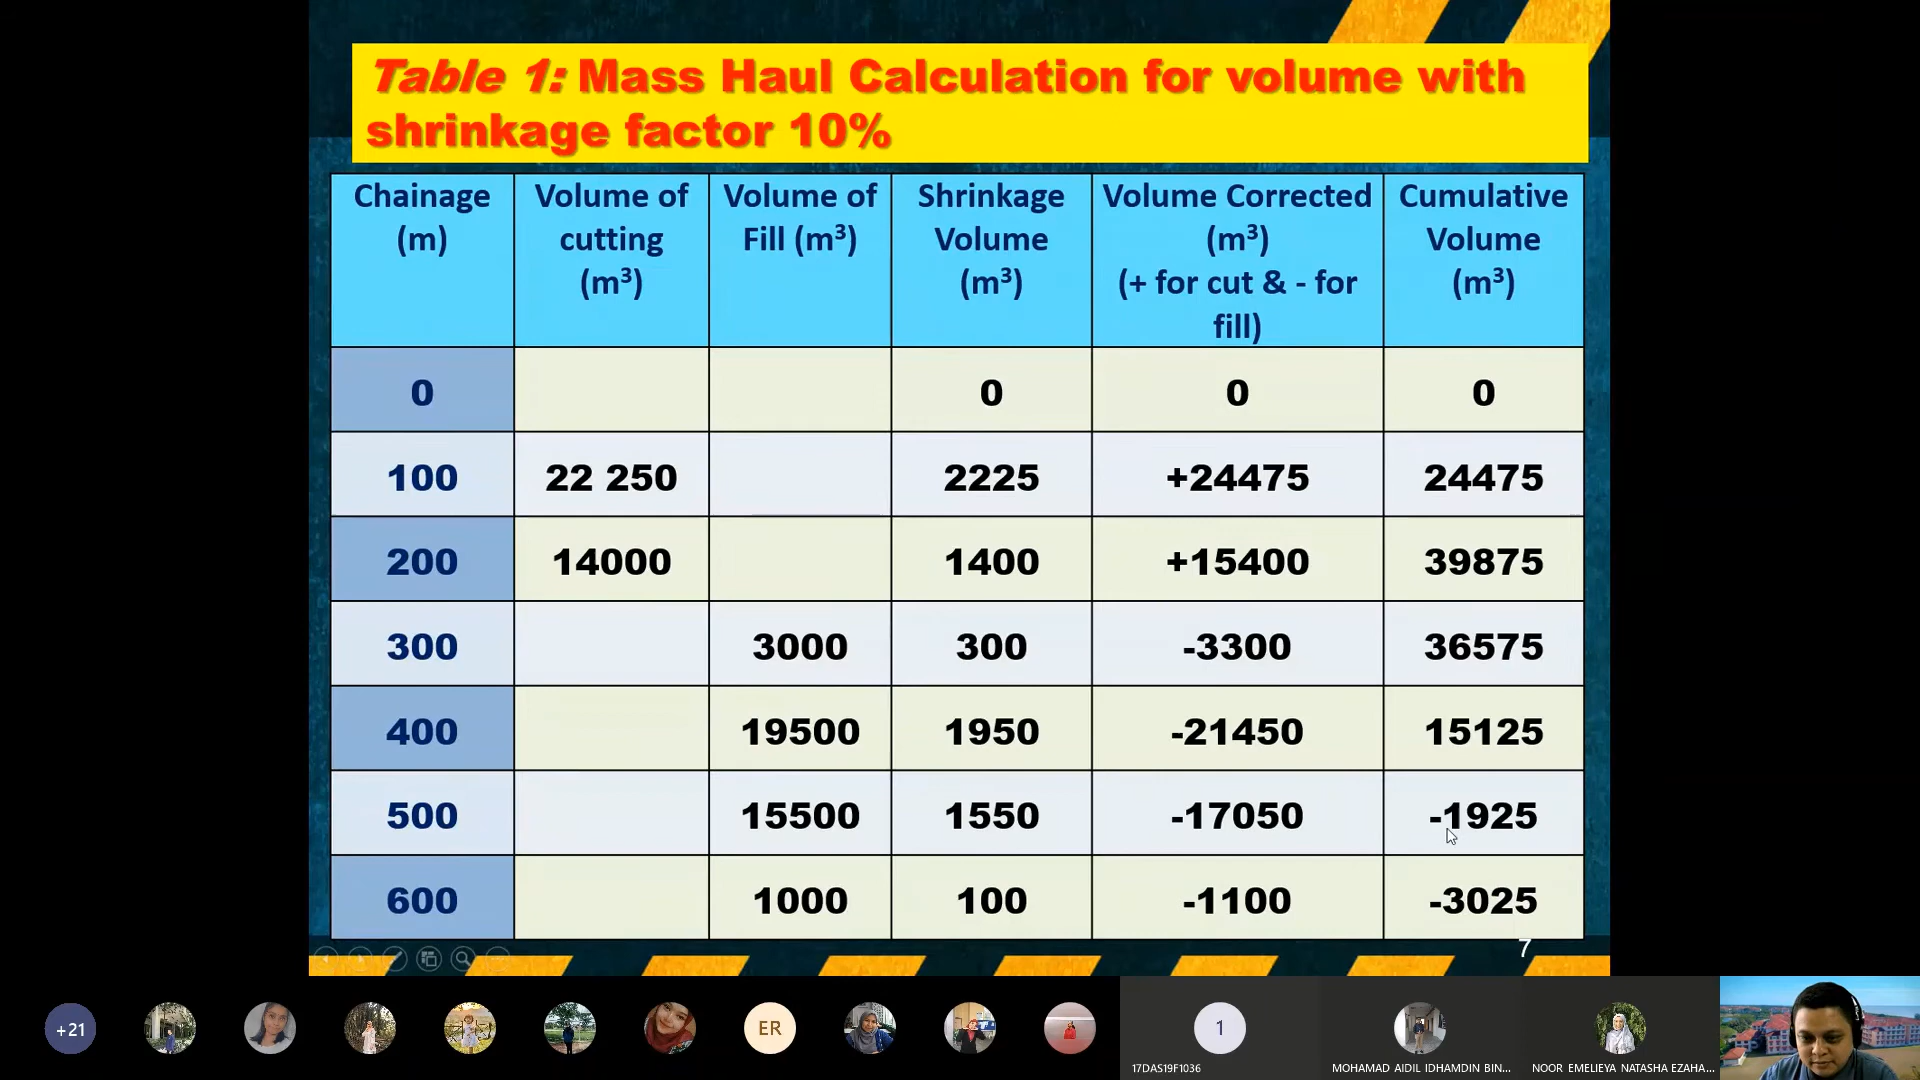 Table 1: Mass Haul Calculation for volume with
shrinkage factor 10%
Chainage (m) Volume of cutting (m³) Volume of Fill (m³) Shrinkage Volume (m³) Volume Corrected (m³) (+ for cut & - for fill) Cumulative Volume (m³)
0 0 0 0
100 22 250 2225 +24475 24475
200 14000 1400 +15400 39875
300 3000 300 -3300 36575
400 19500 1950 -21450 15125
500 15500 1550 -17050 -1925
600 1000 100 -1100 -3025
7
+21 ER 1
17DAS19F1036 MOHAMAD AIDIL IDHAMDIN BIN... NOOR EMELIEYA NATASHA EZAHA...